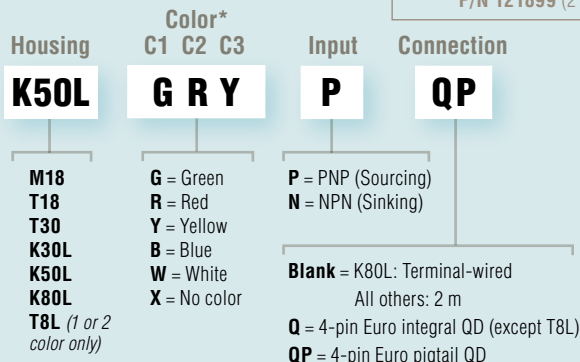 P/N 121899 (2
Color*
Housing C1 C2 C3 Input Connection
K50L G R Y P QP
M18
T18
T30
K30L
K50L
K80L
T8L (1 or 2
color only)
G = Green
R = Red
Y = Yellow
B = Blue
W = White
X = No color
P = PNP (Sourcing)
N = NPN (Sinking)
Blank = K80L: Terminal-wired
All others: 2 m
Q = 4-pin Euro integral QD (except T8L)
QP = 4-pin Euro pigtail QD